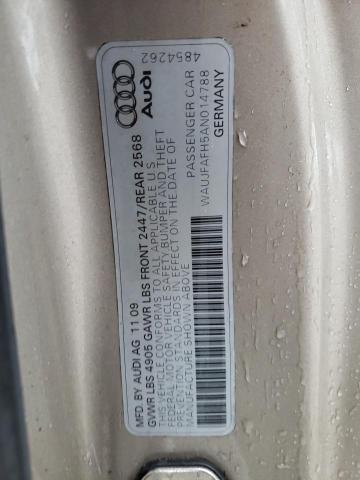 MFD. BY AUDI AG 11 09
GVWR LBS 4905 GAWR LBS FRONT 2447/REAR 2568
THIS VEHICLE CONFORMS TO ALL APPLICABLE U.S.
FEDERAL MOTOR VEHICLE SAFETY BUMPER AND THEFT
PREVENTION STANDARDS IN EFFECT ON THE DATE OF
MANUFACTURE SHOWN ABOVE
PASSENGER CAR
WAUJFAFH5AN014788
GERMANY
Audi
4854262